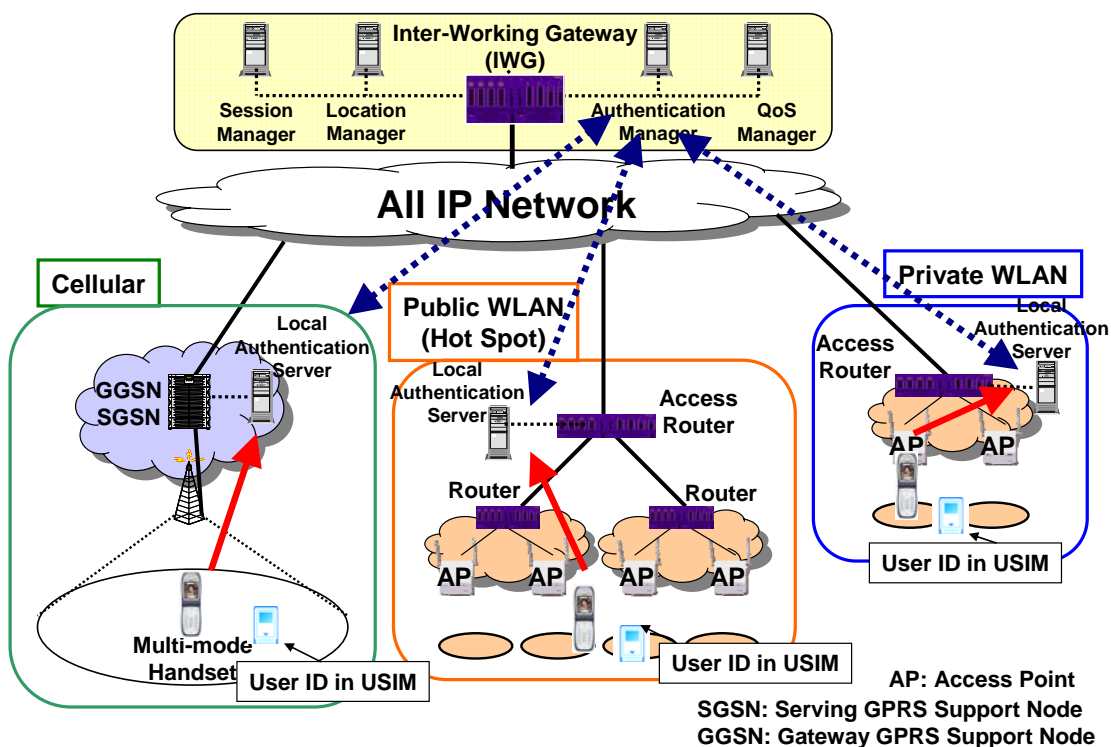 Inter-Working Gateway
(IWG)
Session
Manager
Location
Manager
Authentication
Manager
QoS
Manager
All IP Network
Cellular
Public WLAN
(Hot Spot)
Private WLAN
Local
Authentication
Server
GGSN
SGSN
Multi-mode
Handset
User ID in USIM
Local
Authentication
Server
Access
Router
Router
Router
AP
AP
AP
AP
User ID in USIM
Local
Authentication
Server
Access
Router
AP
AP
User ID in USIM
AP: Access Point
SGSN: Serving GPRS Support Node
GGSN: Gateway GPRS Support Node